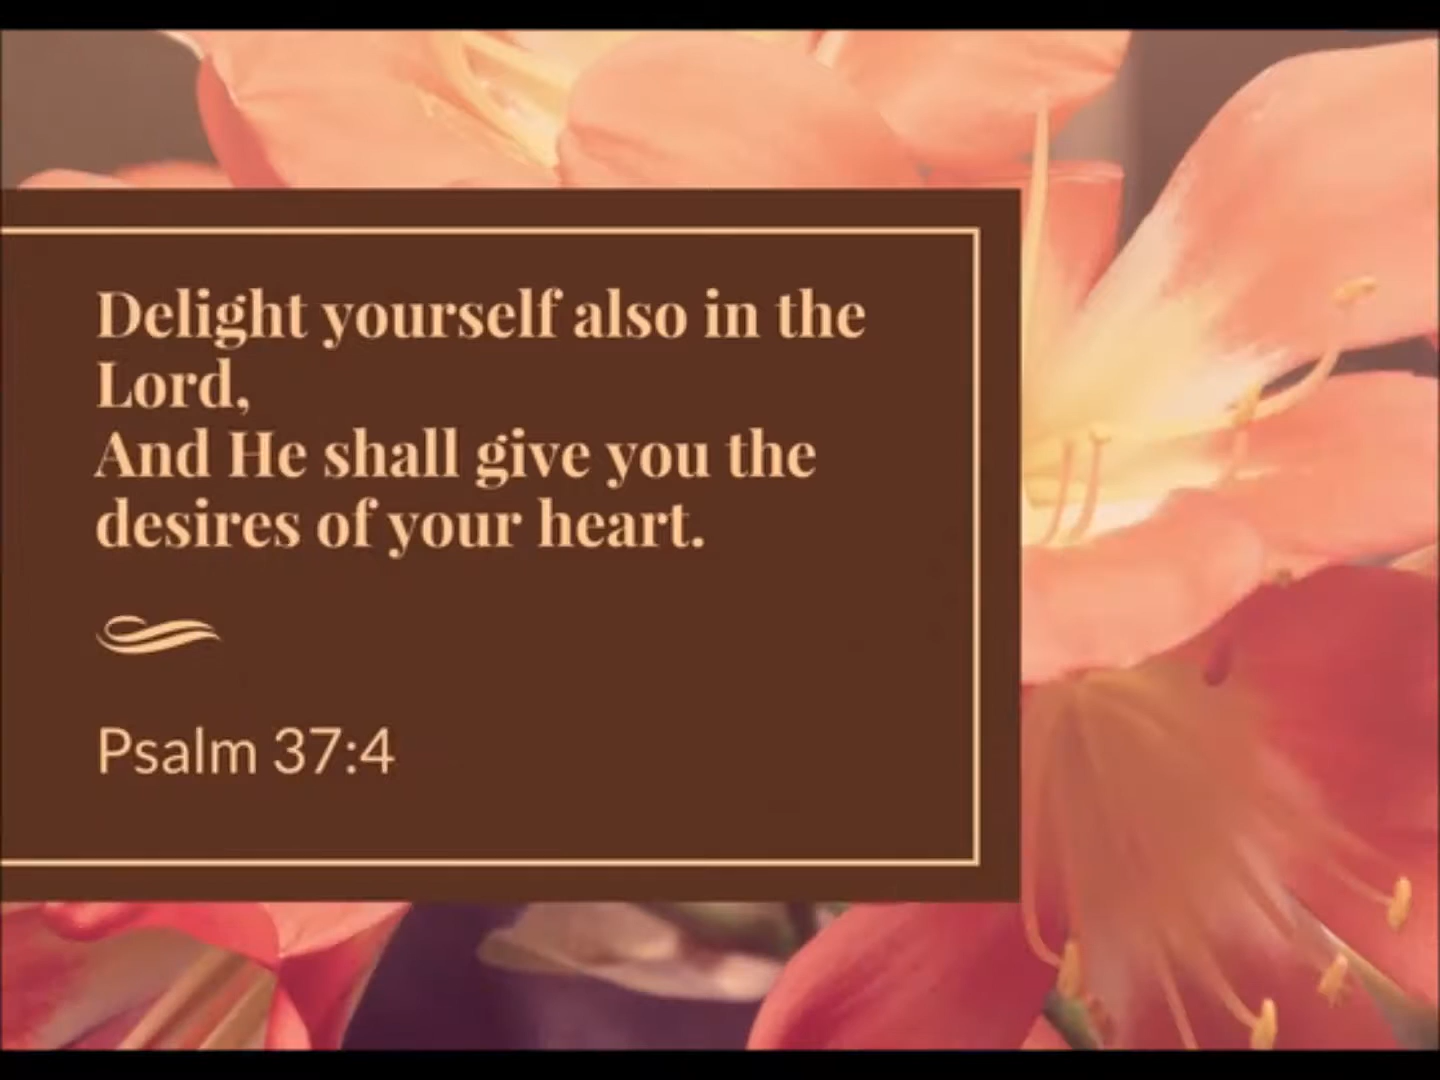 Delight yourself also in the
Lord,
And He shall give you the
desires of your heart.
Psalm 37:4